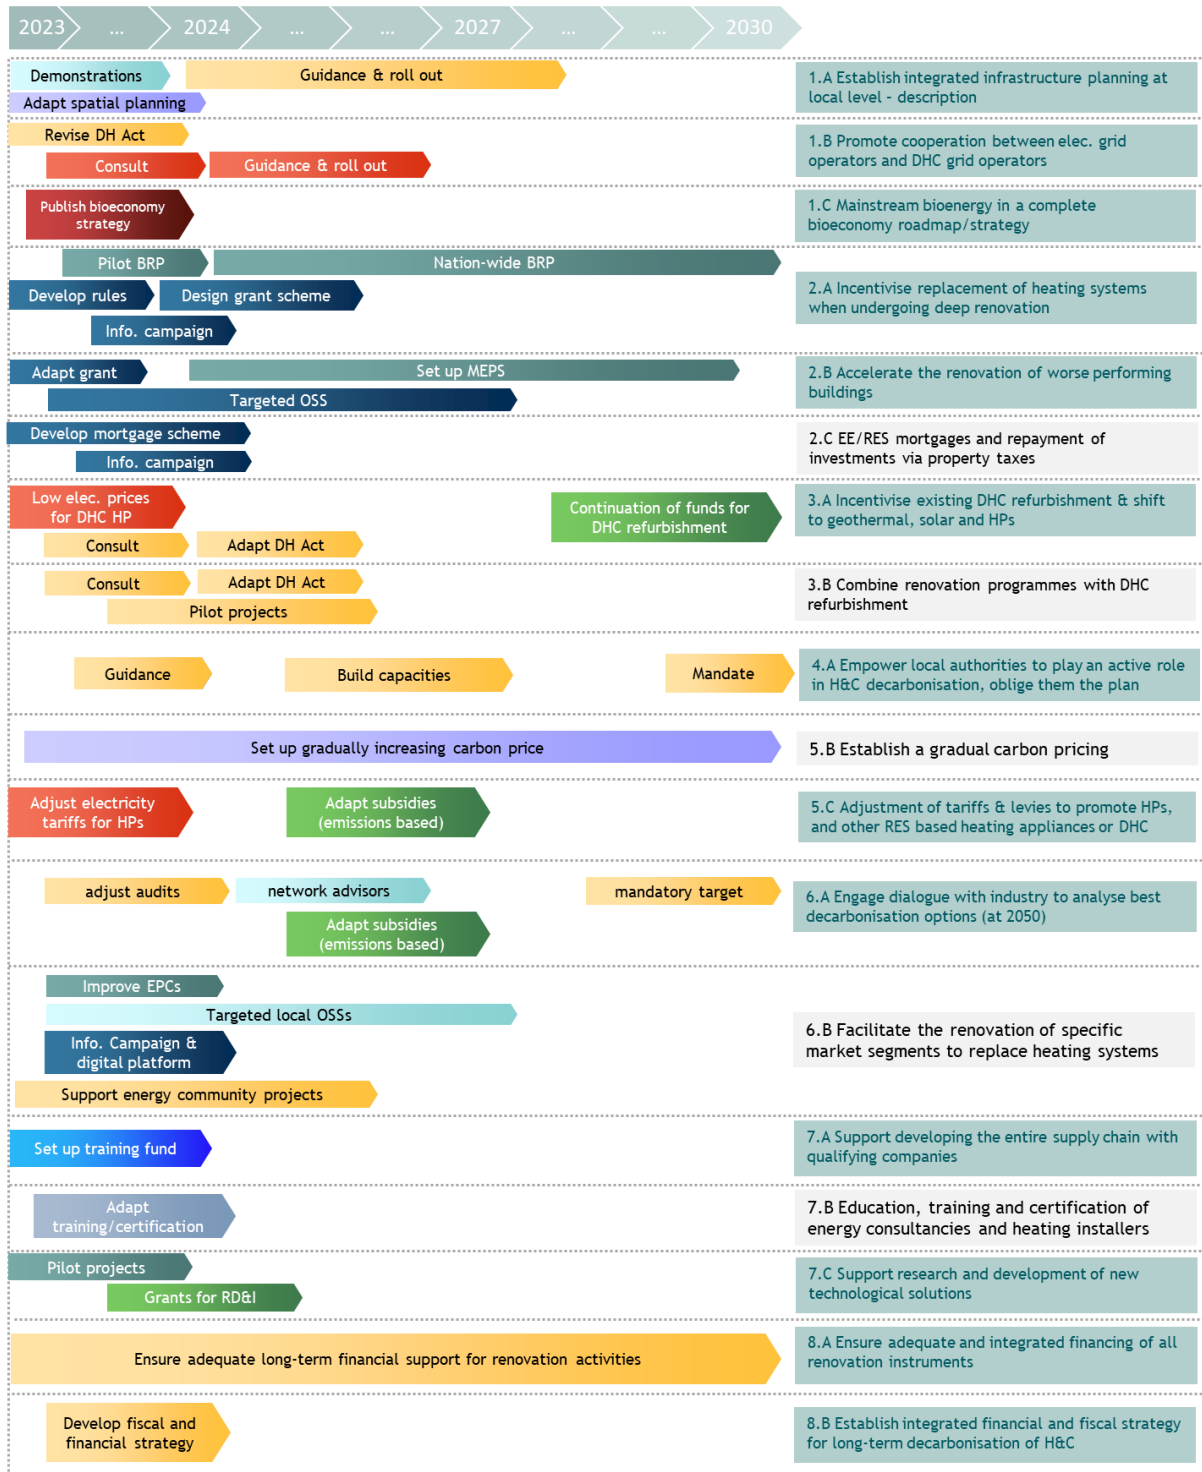 2023 ... 2024 ... ... 2027 ... ... 2030
Demonstrations
Guidance & roll out
Adapt spatial planning
1.A Establish integrated infrastructure planning at
local level - description
Revise DH Act
Consult
Guidance & roll out
1.B Promote cooperation between elec. grid
operators and DHC grid operators
Publish bioeconomy
strategy
1.C Mainstream bioenergy in a complete
bioeconomy roadmap/strategy
Pilot BRP
Nation-wide BRP
Develop rules
Design grant scheme
Info. campaign
2.A Incentivise replacement of heating systems
when undergoing deep renovation
Adapt grant
Set up MEPS
Targeted OSS
2.B Accelerate the renovation of worse performing
buildings
Develop mortgage scheme
Info. campaign
2.C EE/RES mortgages and repayment of
investments via property taxes
Low elec. prices
for DHC HP
Continuation of funds for
DHC refurbishment
Consult
Adapt DH Act
3.A Incentivise existing DHC refurbishment & shift
to geothermal, solar and HPs
Consult
Adapt DH Act
Pilot projects
3.B Combine renovation programmes with DHC
refurbishment
Guidance
Build capacities
Mandate
4.A Empower local authorities to play an active role
in H&C decarbonisation, oblige them the plan
Set up gradually increasing carbon price
5.B Establish a gradual carbon pricing
Adjust electricity
tariffs for HPs
Adapt subsidies
(emissions based)
5.C Adjustment of tariffs & levies to promote HPs,
and other RES based heating appliances or DHC
adjust audits
network advisors
mandatory target
Adapt subsidies
(emissions based)
6.A Engage dialogue with industry to analyse best
decarbonisation options (at 2050)
Improve EPCs
Targeted local OSSs
Info. Campaign &
digital platform
Support energy community projects
6.B Facilitate the renovation of specific
market segments to replace heating systems
Set up training fund
7.A Support developing the entire supply chain with
qualifying companies
Adapt
training/certification
7.B Education, training and certification of
energy consultancies and heating installers
Pilot projects
Grants for RD&I
7.C Support research and development of new
technological solutions
Ensure adequate long-term financial support for renovation activities
8.A Ensure adequate and integrated financing of all
renovation instruments
Develop fiscal and
financial strategy
8.B Establish integrated financial and fiscal strategy
for long-term decarbonisation of H&C